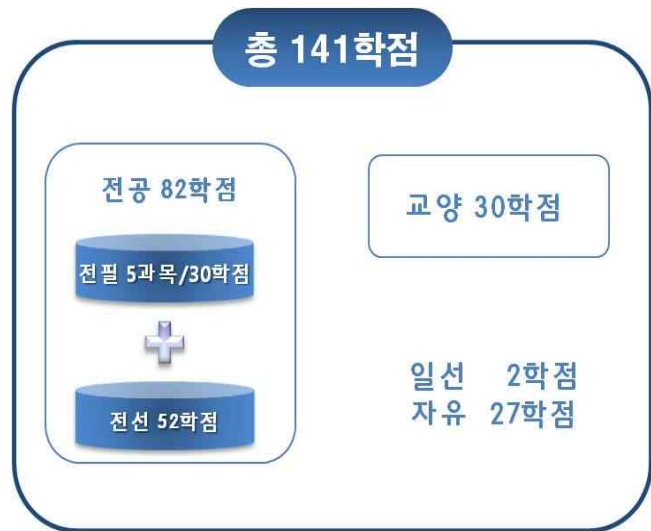 총 141학점
전공 82학점
전필 5과목/30학점
전선 52학점
교양 30학점
일선 2학점
자유 27학점